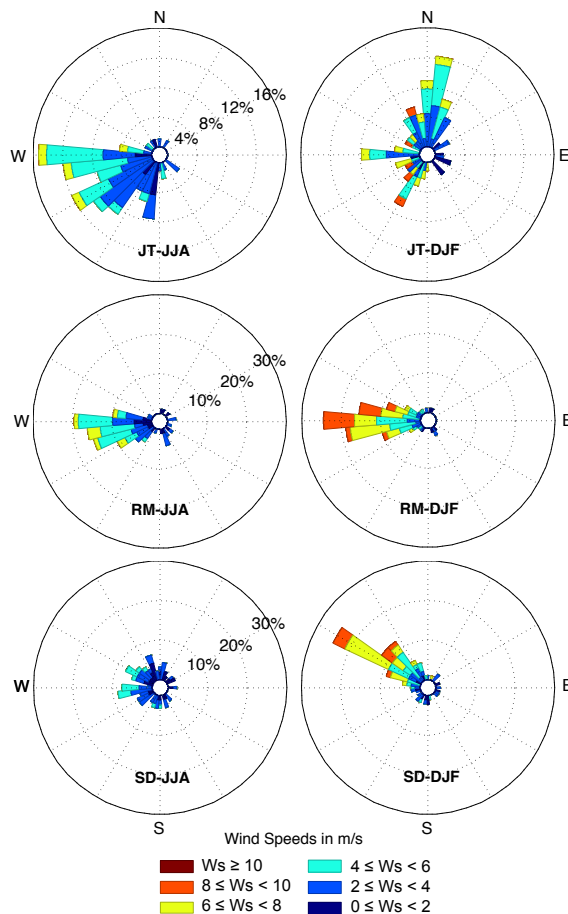 N N
16%
12%
8%
4%
W E
JT-JJA JT-DJF
30%
20%
10%
W E
RM-JJA RM-DJF
30%
20%
10%
W E
SD-JJA SD-DJF
S S
Wind Speeds in m/s
Ws ≥ 10 4 ≤ Ws < 6
8 ≤ Ws < 10 2 ≤ Ws < 4
6 ≤ Ws < 8 0 ≤ Ws < 2